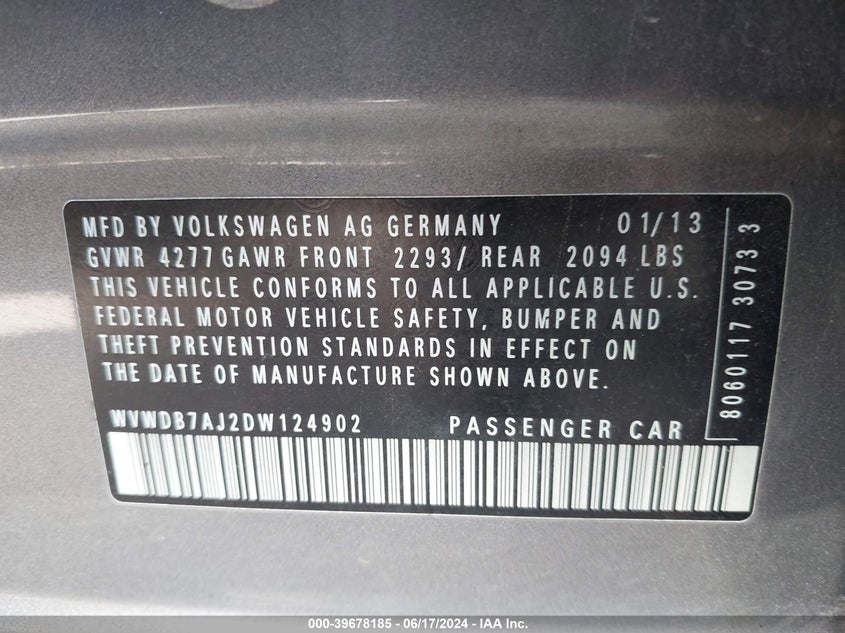 MFD BY VOLKSWAGEN AG GERMANY 01/13
GVWR 4277 GAWR FRONT 2293/ REAR 2094 LBS
THIS VEHICLE CONFORMS TO ALL APPLICABLE U.S.
FEDERAL MOTOR VEHICLE SAFETY, BUMPER AND
THEFT PREVENTION STANDARDS IN EFFECT ON
THE DATE OF MANUFACTURE SHOWN ABOVE.
WVWDB7AJ2DW124902 PASSENGER CAR
8060117 3073 3
000-39678185 - 06/17/2024 - IAA Inc.